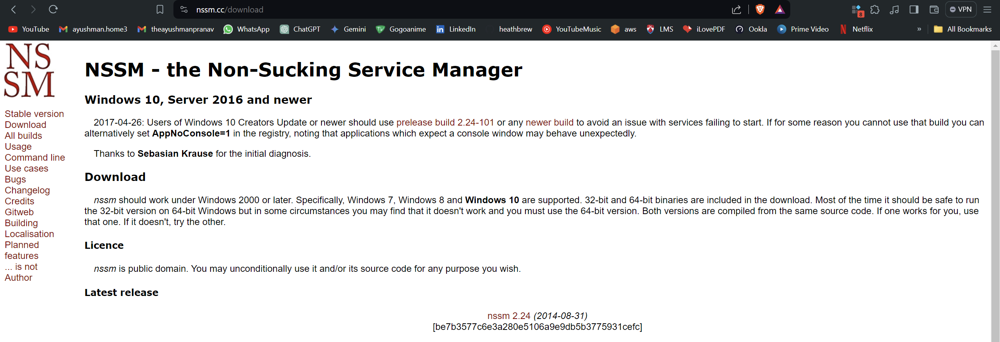 nssm.cc/download
8
VPN
YouTube
ayushman.home3
theayushmanpranav
WhatsApp
ChatGPT
Gemini
Gogoanime
LinkedIn
heathbrew
YouTubeMusic
aws
LMS
iLovePDF
Ookla
Prime Video
Netflix
»
All Bookmarks
NS
SM
Stable version
Download
All builds
Usage
Command line
Use cases
Bugs
Changelog
Credits
Gitweb
Building
Localisation
Planned
features
... is not
Author
NSSM - the Non-Sucking Service Manager
Windows 10, Server 2016 and newer
2017-04-26: Users of Windows 10 Creators Update or newer should use prelease build 2.24-101 or any newer build to avoid an issue with services failing to start. If for some reason you cannot use that build you can
alternatively set AppNoConsole=1 in the registry, noting that applications which expect a console window may behave unexpectedly.
Thanks to Sebasian Krause for the initial diagnosis.
Download
nssm should work under Windows 2000 or later. Specifically, Windows 7, Windows 8 and Windows 10 are supported. 32-bit and 64-bit binaries are included in the download. Most of the time it should be safe to run
the 32-bit version on 64-bit Windows but in some circumstances you may find that it doesn't work and you must use the 64-bit version. Both versions are compiled from the same source code. If one works for you, use
that one. If it doesn't, try the other.
Licence
nssm is public domain. You may unconditionally use it and/or its source code for any purpose you wish.
Latest release
nssm 2.24 (2014-08-31)
[be7b3577c6e3a280e5106a9e9db5b3775931cefc]